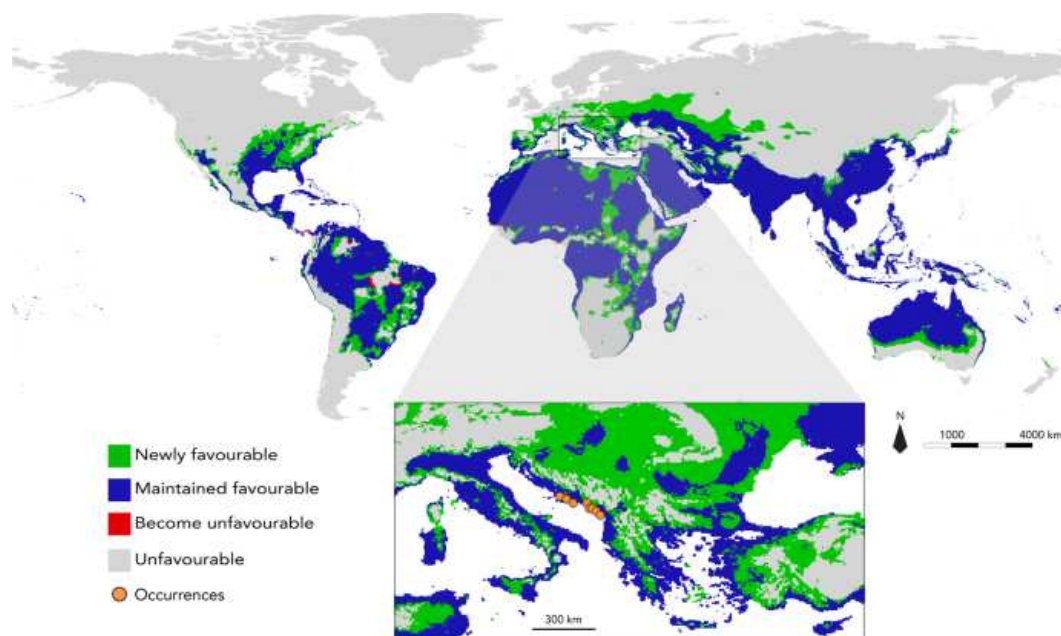 N
1000 4000 km
Newly favourable
Maintained favourable
Become unfavourable
Unfavourable
Occurrences
300 km